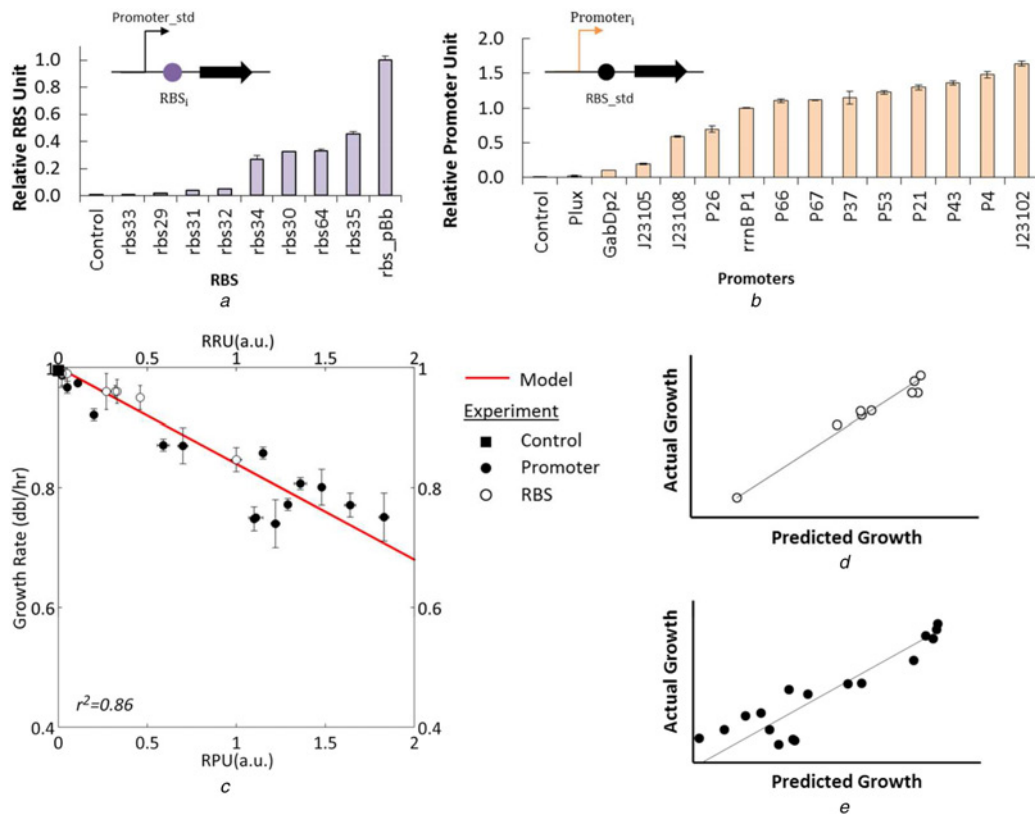 Promoter_std
RBSi
Relative RBS Unit
1.0
0.8
0.6
0.4
0.2
0.0
Control
rbs33
rbs29
rbs31
rbs32
rbs34
rbs30
rbs64
rbs35
rbs_pBb
RBS
a
Promoteri
RBS_std
Relative Promoter Unit
2.0
1.5
1.0
0.5
0.0
Control
Plux
GabDp2
J23105
J23108
P26
rrnB P1
P66
P67
P37
P53
P21
P43
P4
J23102
Promoters
b
RRU(a.u.)
0 0.5 1 1.5 2
Growth Rate (dbl/hr)
1
0.8
0.6
0.4
1
0.8
0.6
0.4
r²=0.86
0 0.5 1 1.5 2
RPU(a.u.)
c
Model
Experiment
Control
Promoter
RBS
Actual Growth
Predicted Growth
d
Actual Growth
Predicted Growth
e